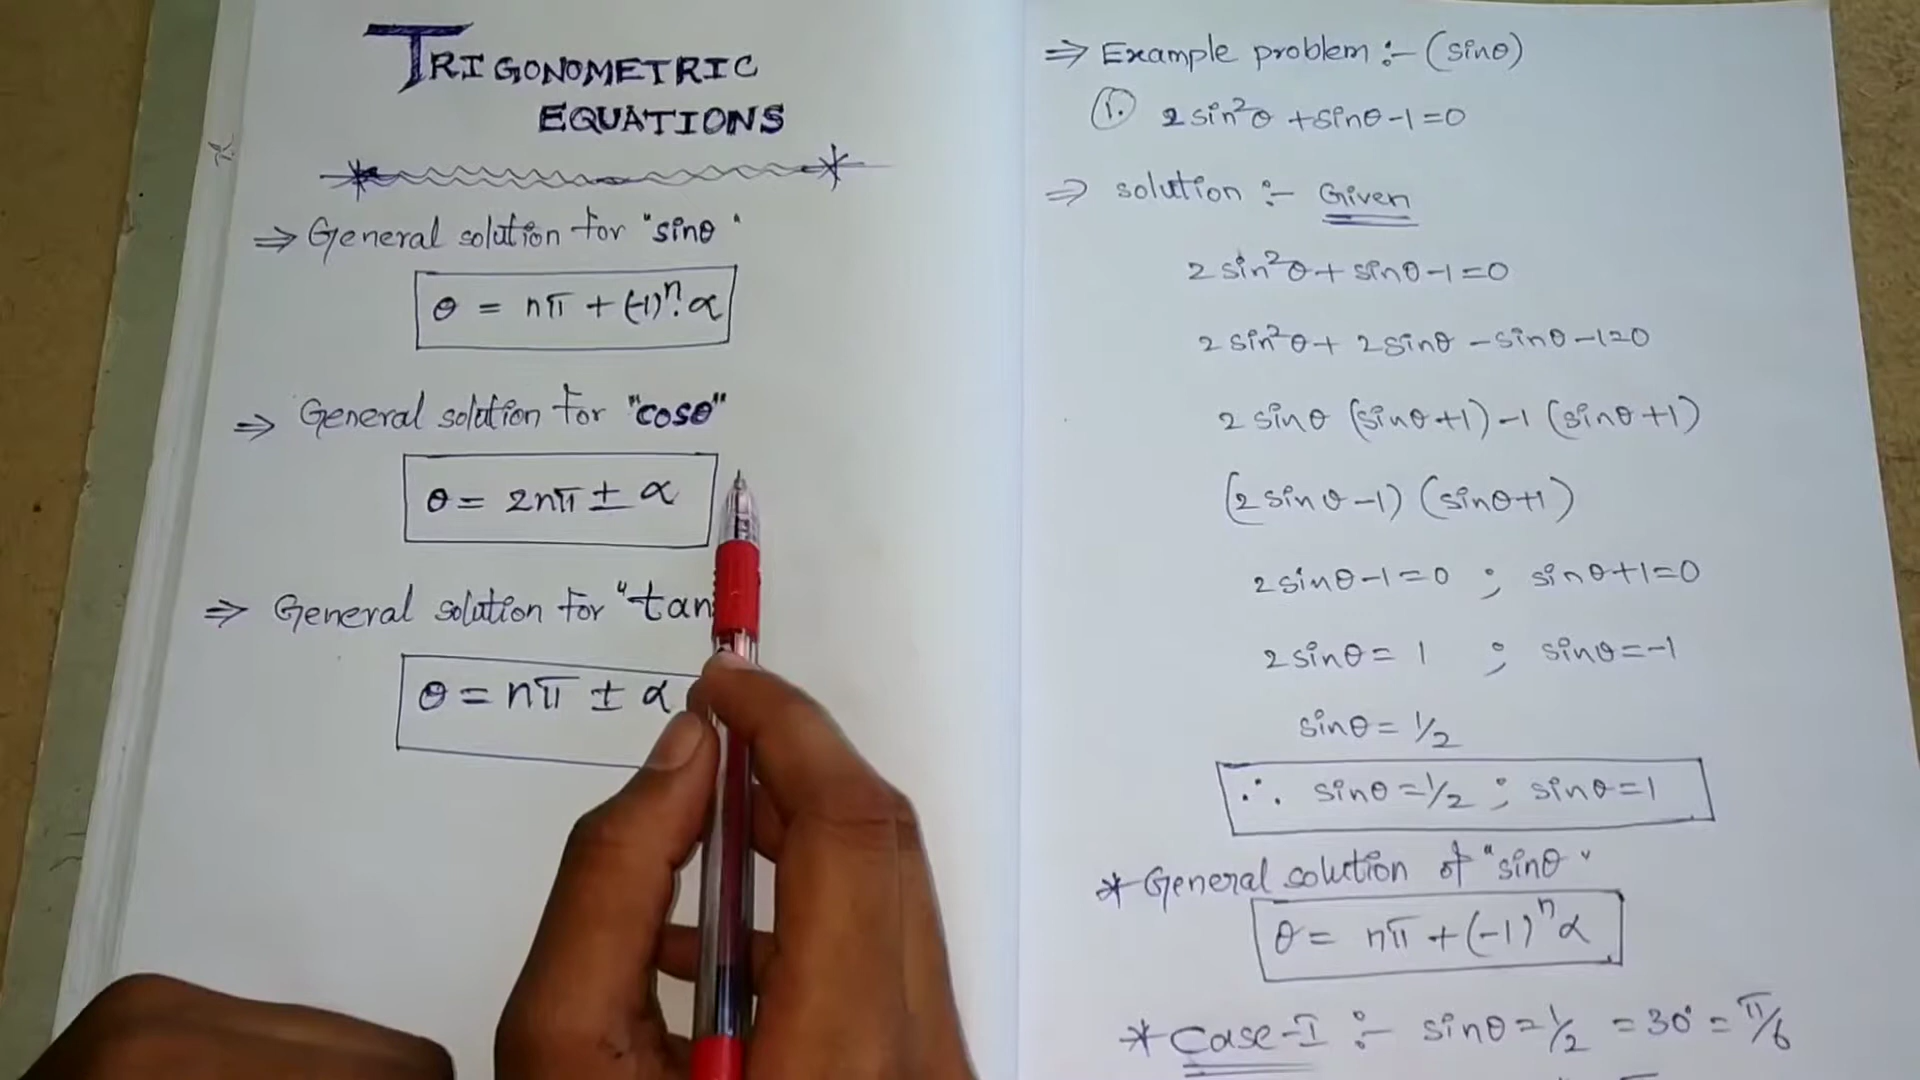 TRIGONOMETRIC
EQUATIONS
⇒ General solution for "sinθ"
θ = nπ + (-1)ⁿ.α
⇒ General solution for "cosθ"
θ = 2nπ ± α
⇒ General solution for "tan
θ = nπ ± α
⇒ Example problem :- (sinθ)
1. 2sin²θ + sinθ - 1 = 0
⇒ solution :- Given
2sin²θ + sinθ - 1 = 0
2sin²θ + 2sinθ - sinθ - 1 = 0
2sinθ (sinθ + 1) - 1 (sinθ + 1)
(2sinθ - 1) (sinθ + 1)
2sinθ - 1 = 0 ; sinθ + 1 = 0
2sinθ = 1 ; sinθ = -1
sinθ = 1/2
∴ sinθ = 1/2 ; sinθ = 1
* General solution of "sinθ"
θ = nπ + (-1)ⁿα
* Case-I :- sinθ = 1/2 = 30° = π/6